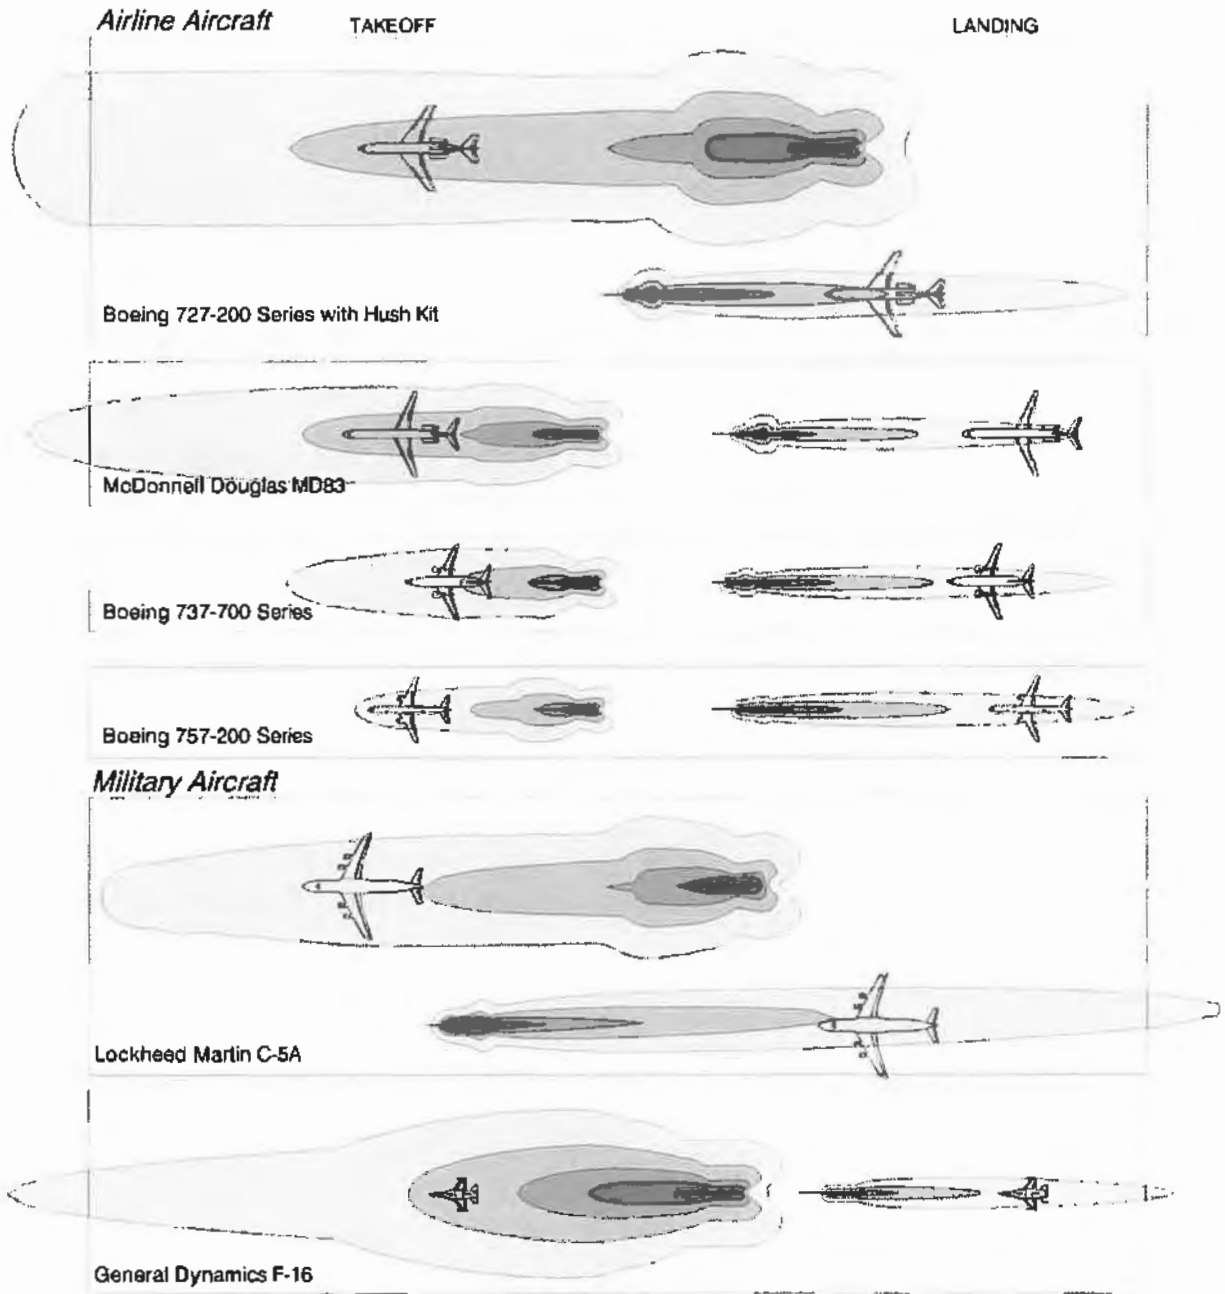 Airline Aircraft
TAKEOFF
LANDING
Boeing 727-200 Series with Hush Kit
McDonnell Douglas MD83
Boeing 737-700 Series
Boeing 757-200 Series
Military Aircraft
Lockheed Martin C-5A
General Dynamics F-16